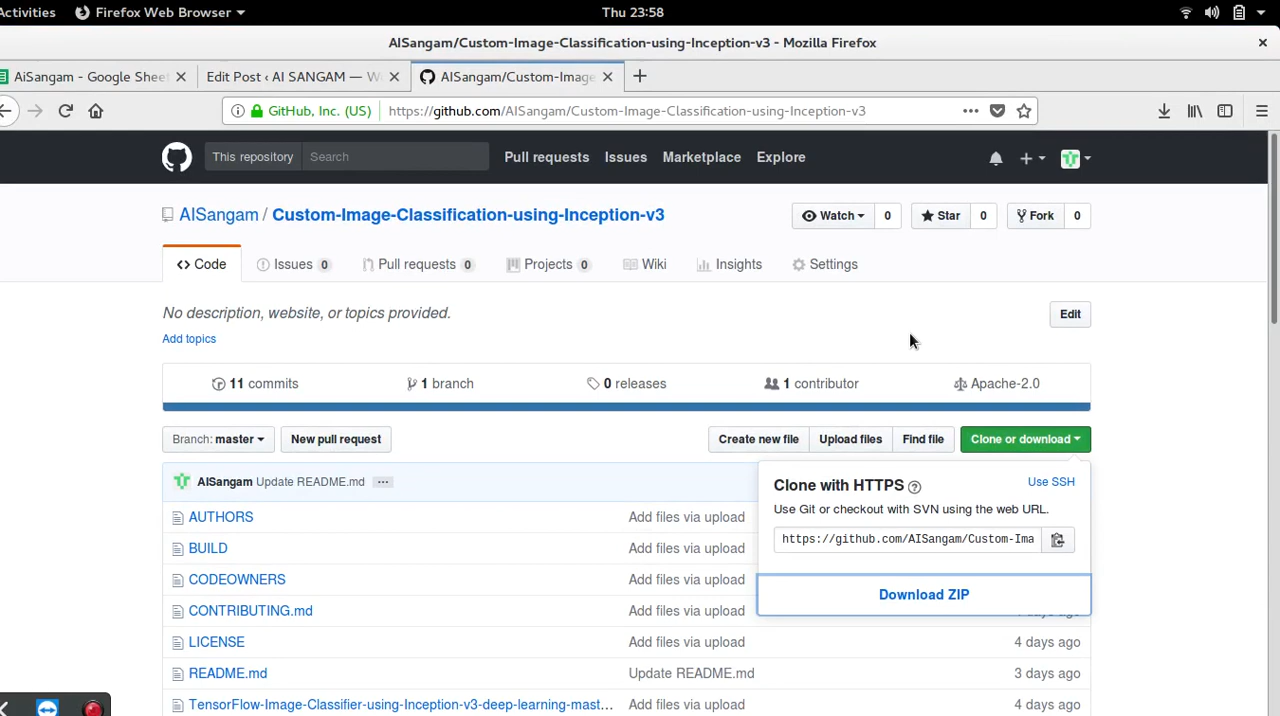 Activities Firefox Web Browser Thu 23:58
AISangam/Custom-Image-Classification-using-Inception-v3 - Mozilla Firefox
AiSangam - Google Sheet Edit Post ‹ AI SANGAM — W AISangam/Custom-Image
GitHub, Inc. (US) https://github.com/AISangam/Custom-Image-Classification-using-Inception-v3
This repository Search Pull requests Issues Marketplace Explore
AISangam / Custom-Image-Classification-using-Inception-v3 Watch 0 Star 0 Fork 0
Code Issues 0 Pull requests 0 Projects 0 Wiki Insights Settings
No description, website, or topics provided. Edit
Add topics
11 commits 1 branch 0 releases 1 contributor Apache-2.0
Branch: master New pull request Create new file Upload files Find file Clone or download
AISangam Update README.md ...
Clone with HTTPS ? Use SSH
Use Git or checkout with SVN using the web URL.
https://github.com/AISangam/Custom-Ima
Download ZIP
AUTHORS Add files via upload
BUILD Add files via upload
CODEOWNERS Add files via upload
CONTRIBUTING.md Add files via upload 4 days ago
LICENSE Add files via upload 4 days ago
README.md Update README.md 3 days ago
TensorFlow-Image-Classifier-using-Inception-v3-deep-learning-mast... Add files via upload 4 days ago